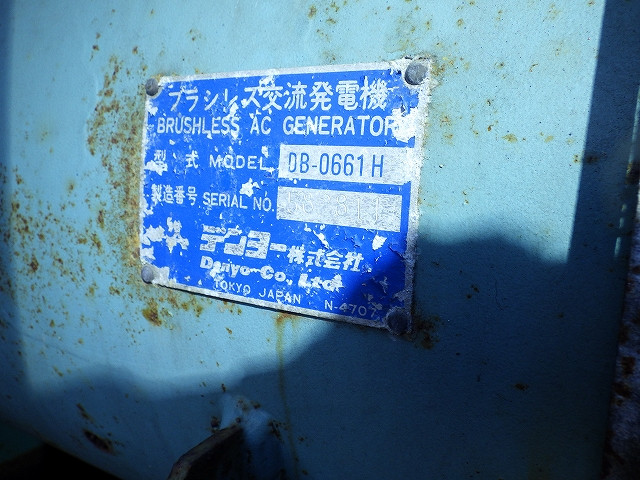 ブラシレス交流発電機
BRUSHLESS AC GENERATOR
型式 MODEL. DB-0661H
製造番号 SERIAL NO.
デンヨー株式会社
Denyo Co., Ltd.
TOKYO JAPAN N-4707